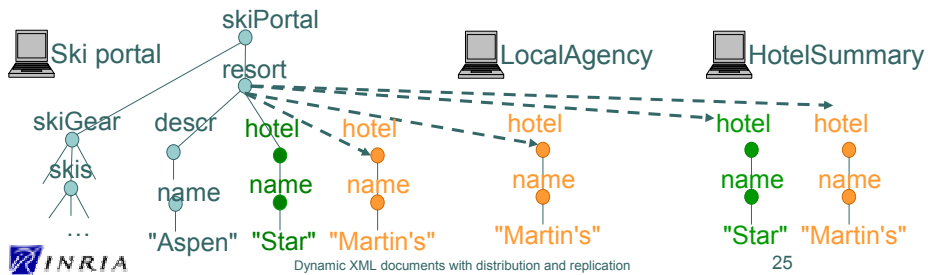 skiPortal
Ski portal
LocalAgency
HotelSummary
resort
skiGear descr hotel hotel hotel hotel hotel
skis
name name name name name name
...
"Aspen" "Star" "Martin's" "Martin's" "Star" "Martin's"
INRIA Dynamic XML documents with distribution and replication 25